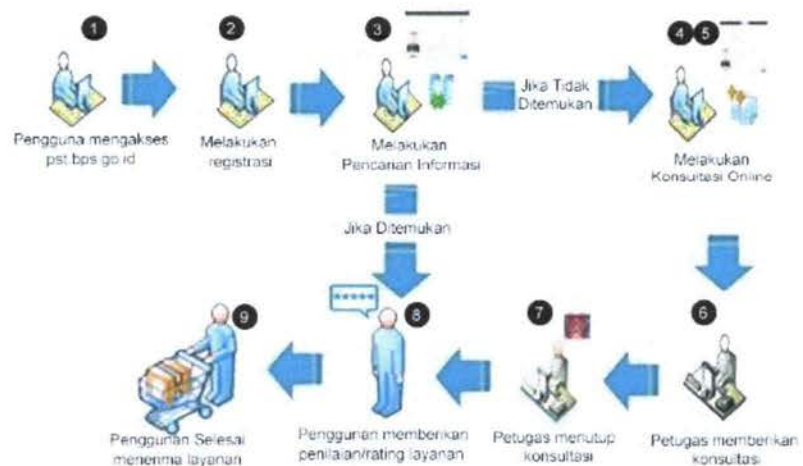 1
Pengguna mengakses
pst.bps.go.id
2
Melakukan
registrasi
3
Melakukan
Pencarian Informasi
Jika Tidak
Ditemukan
4 5
Melakukan
Konsultasi Online
Jika Ditemukan
6
Petugas memberikan
konsultasi
7
Petugas menutup
konsultasi
8
Penggunan memberikan
penilaian/rating layanan
9
Penggunan Selesai
menerima layanan